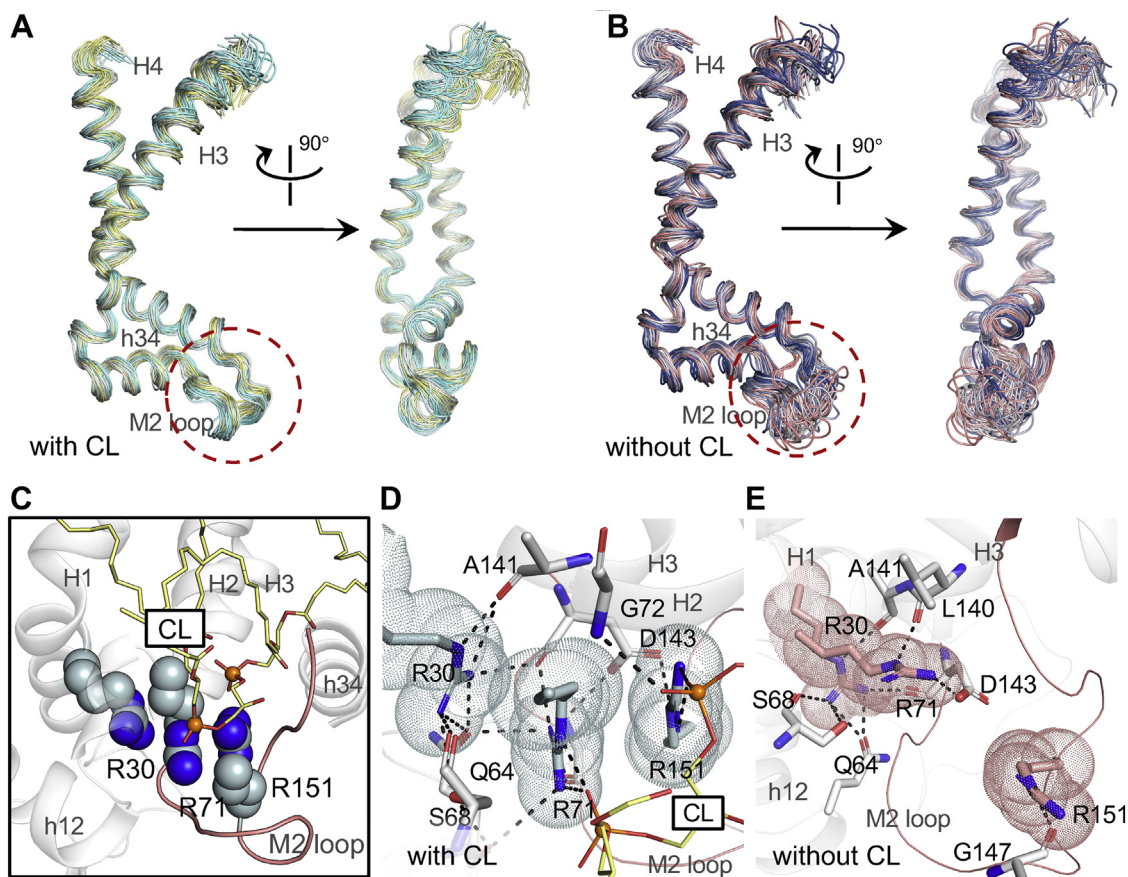 A
H4
H3
90°
h34
M2 loop
with CL
B
H4
H3
90°
h34
M2 loop
without CL
C
H1
H2
H3
CL
h34
R30
R71
R151
h12
M2 loop
D
A141
H3
G72
H2
D143
R30
R151
Q64
R71
S68
CL
with CL
M2 loop
E
H1
A141
H3
L140
R30
D143
S68
R71
Q64
h12
M2 loop
R151
G147
without CL